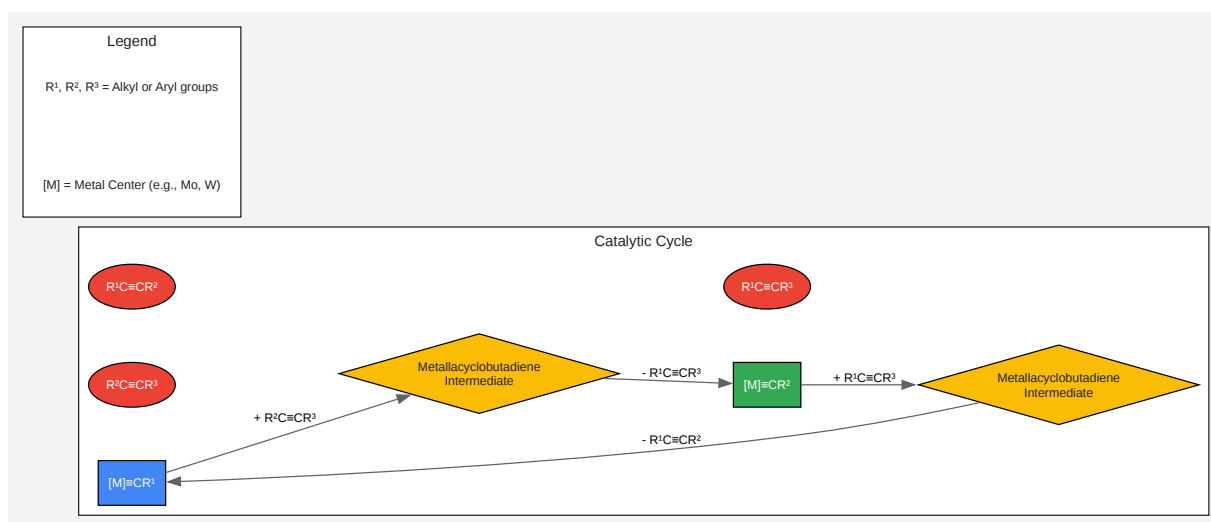 Legend
R¹, R², R³ = Alkyl or Aryl groups
[M] = Metal Center (e.g., Mo, W)
Catalytic Cycle
R¹C≡CR²
R¹C≡CR³
R²C≡CR³
Metallacyclobutadiene
Intermediate
- R¹C≡CR³
[M]≡CR²
+ R¹C≡CR³
Metallacyclobutadiene
Intermediate
+ R²C≡CR³
- R¹C≡CR²
[M]≡CR¹